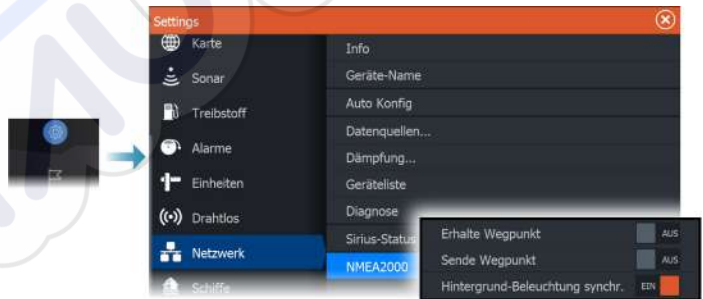 Settings
Karte
Sonar
Treibstoff
Alarme
Einheiten
Drahtlos
Netzwerk
Schiffe
Info
Geräte-Name
Auto Konfig
Datenquellen...
Dämpfung...
Geräteliste
Diagnose
Sirius-Status
NMEA2000
Erhalte Wegpunkt AUS
Sende Wegpunkt AUS
Hintergrund-Beleuchtung synchr. EIN